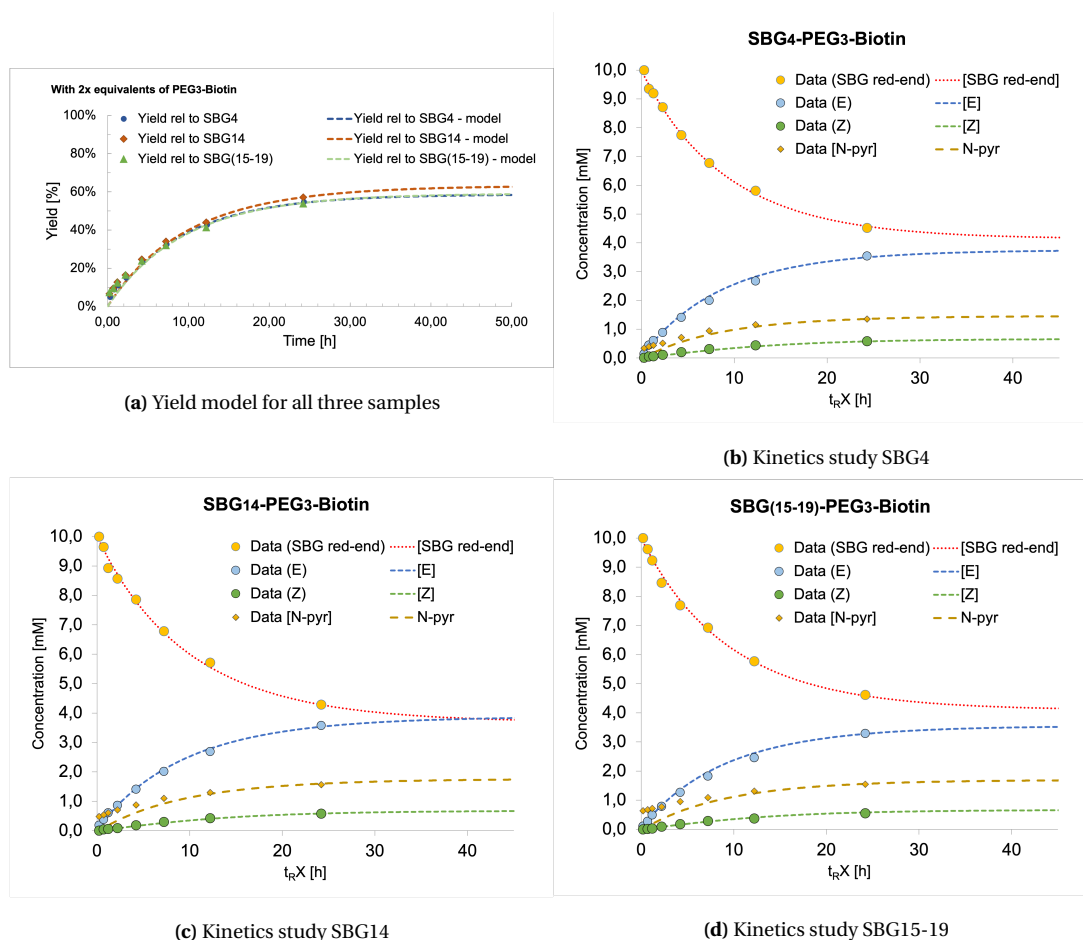 With 2x equivalents of PEG3-Biotin
100%
80%
60%
40%
20%
0%
Yield [%]
Yield rel to SBG4
Yield rel to SBG14
Yield rel to SBG(15-19)
Yield rel to SBG4 - model
Yield rel to SBG14 - model
Yield rel to SBG(15-19) - model
0,00 10,00 20,00 30,00 40,00 50,00
Time [h]
(a) Yield model for all three samples
SBG4-PEG3-Biotin
10,0
9,0
8,0
7,0
6,0
5,0
4,0
3,0
2,0
1,0
0,0
Concentration [mM]
Data (SBG red-end)
Data (E)
Data (Z)
Data [N-pyr]
[SBG red-end]
[E]
[Z]
N-pyr
0 10 20 30 40
tRX [h]
(b) Kinetics study SBG4
SBG14-PEG3-Biotin
10,0
9,0
8,0
7,0
6,0
5,0
4,0
3,0
2,0
1,0
0,0
Concentration [mM]
Data (SBG red-end)
Data (E)
Data (Z)
Data [N-pyr]
[SBG red-end]
[E]
[Z]
N-pyr
0 10 20 30 40
tRX [h]
(c) Kinetics study SBG14
SBG(15-19)-PEG3-Biotin
10,0
9,0
8,0
7,0
6,0
5,0
4,0
3,0
2,0
1,0
0,0
Concentration [mM]
Data (SBG red-end)
Data (E)
Data (Z)
Data [N-pyr]
[SBG red-end]
[E]
[Z]
N-pyr
0 10 20 30 40
tRX [h]
(d) Kinetics study SBG15-19